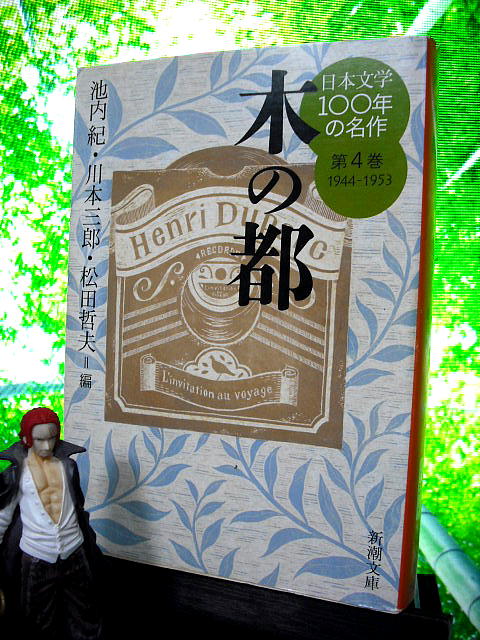 日本文学
100年
の名作
第4巻
1944-1953
木の都
池内 紀・川本三郎・松田哲夫=編
Henri Du
C
4 RECORD
L'invitation au voyage
新潮文庫